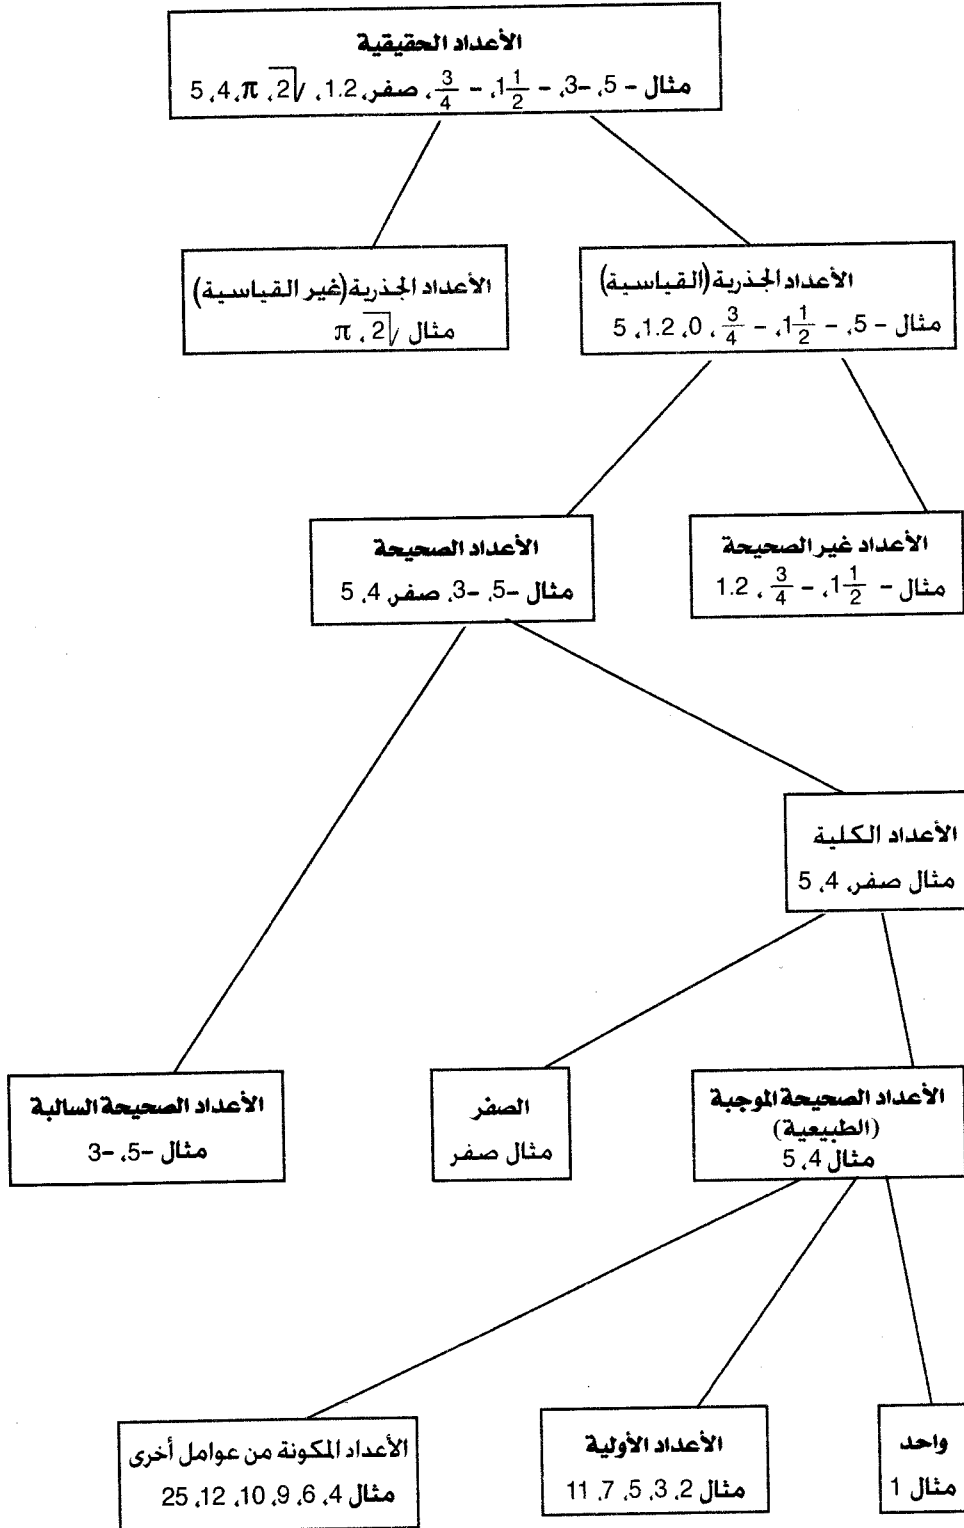 الأعداد الحقيقية
مثال - 5، -3، - 1 1/2، - 3/4، صفر، 1.2، √2، π، 4، 5
الأعداد الجذرية (القياسية)
مثال - 5، - 1 1/2، - 3/4، 0، 1.2، 5
الأعداد الجذرية (غير القياسية)
مثال √2، π
الأعداد غير الصحيحة
مثال - 1 1/2، - 3/4، 1.2
الأعداد الصحيحة
مثال -5، -3، صفر، 4، 5
الأعداد الكلية
مثال صفر، 4، 5
الأعداد الصحيحة الموجبة
(الطبيعية)
مثال 4، 5
الصفر
مثال صفر
الأعداد الصحيحة السالبة
مثال -5، -3
واحد
مثال 1
الأعداد الأولية
مثال 2، 3، 5، 7، 11
الأعداد المكونة من عوامل أخرى
مثال 4، 6، 9، 10، 12، 25